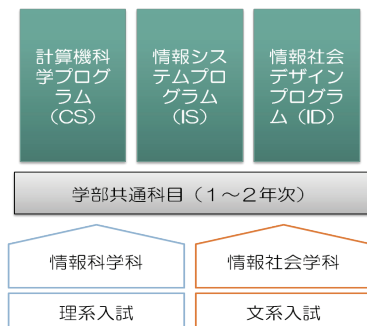 計算機科
学プログ
ラム
（CS）
情報シス
テムプロ
グラム
（IS）
情報社会
デザイン
プログラ
ム（ID）
学部共通科目（１～２年次）
情報科学科
情報社会学科
理系入試
文系入試